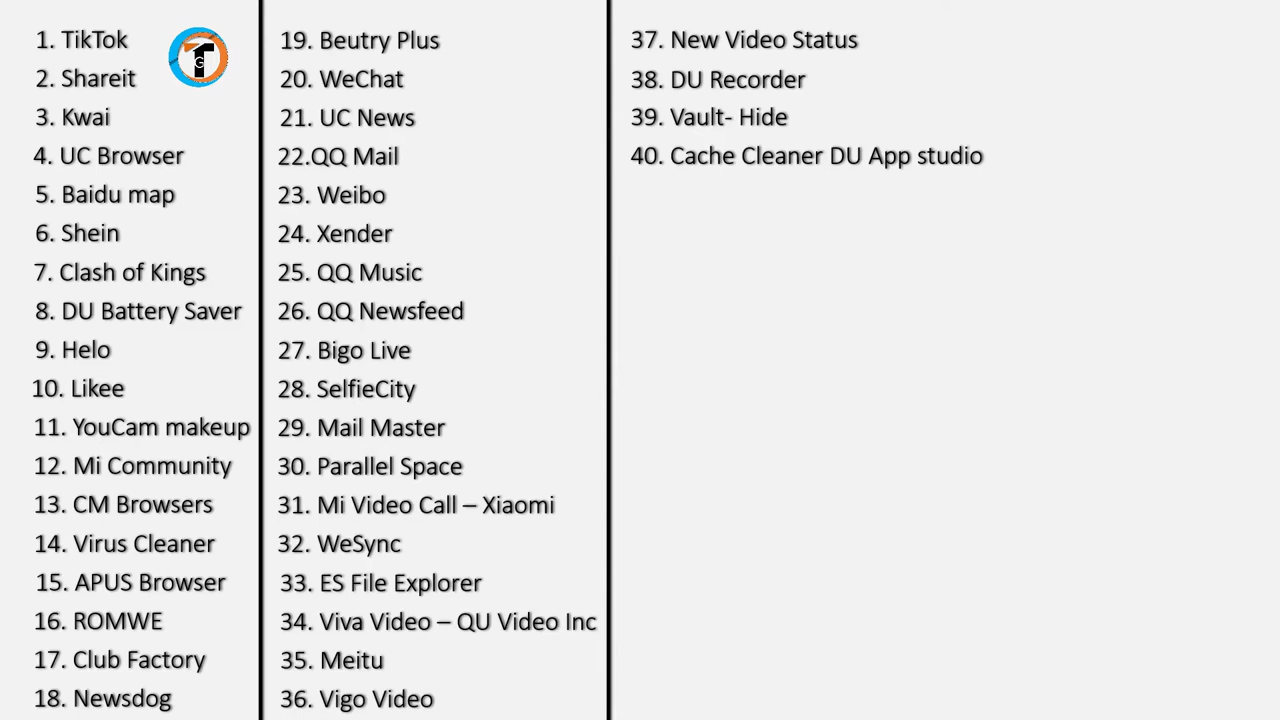 1. TikTok
2. Shareit
3. Kwai
4. UC Browser
5. Baidu map
6. Shein
7. Clash of Kings
8. DU Battery Saver
9. Helo
10. Likee
11. YouCam makeup
12. Mi Community
13. CM Browsers
14. Virus Cleaner
15. APUS Browser
16. ROMWE
17. Club Factory
18. Newsdog
TG
19. Beutry Plus
20. WeChat
21. UC News
22.QQ Mail
23. Weibo
24. Xender
25. QQ Music
26. QQ Newsfeed
27. Bigo Live
28. SelfieCity
29. Mail Master
30. Parallel Space
31. Mi Video Call – Xiaomi
32. WeSync
33. ES File Explorer
34. Viva Video – QU Video Inc
35. Meitu
36. Vigo Video
37. New Video Status
38. DU Recorder
39. Vault- Hide
40. Cache Cleaner DU App studio